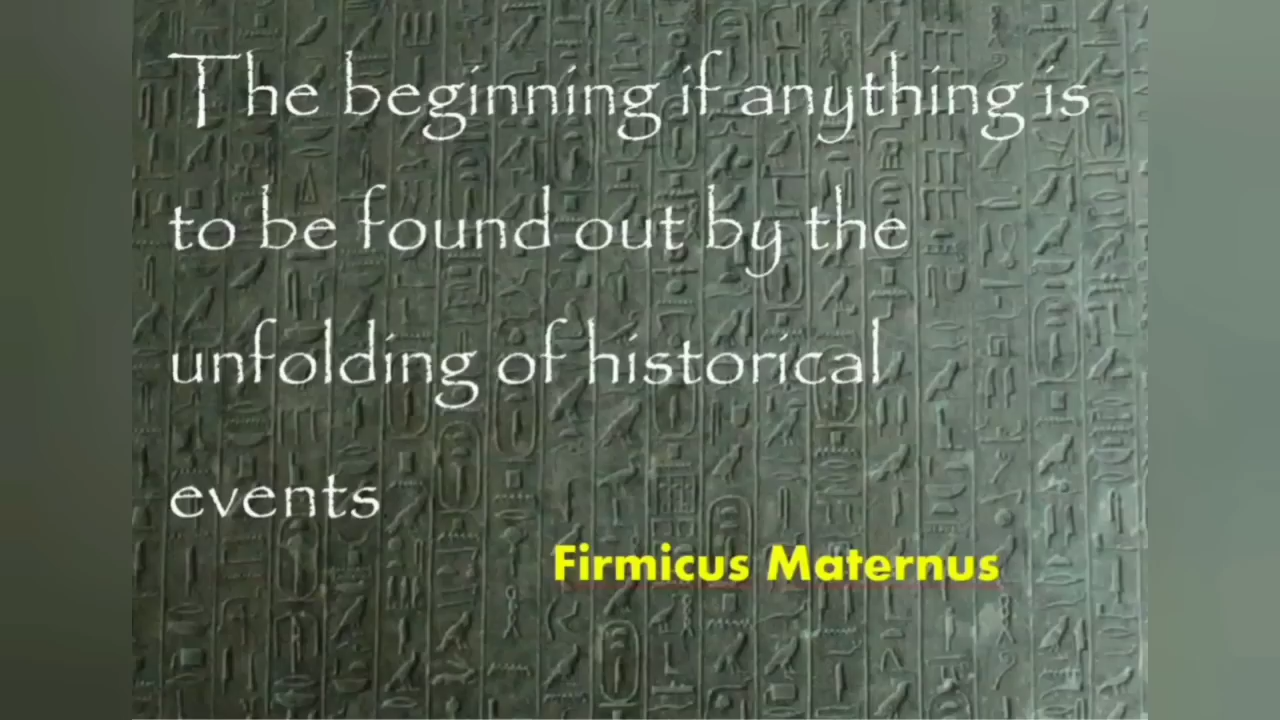 The beginning if anything is
to be found out by the
unfolding of historical
events
Firmicus Maternus